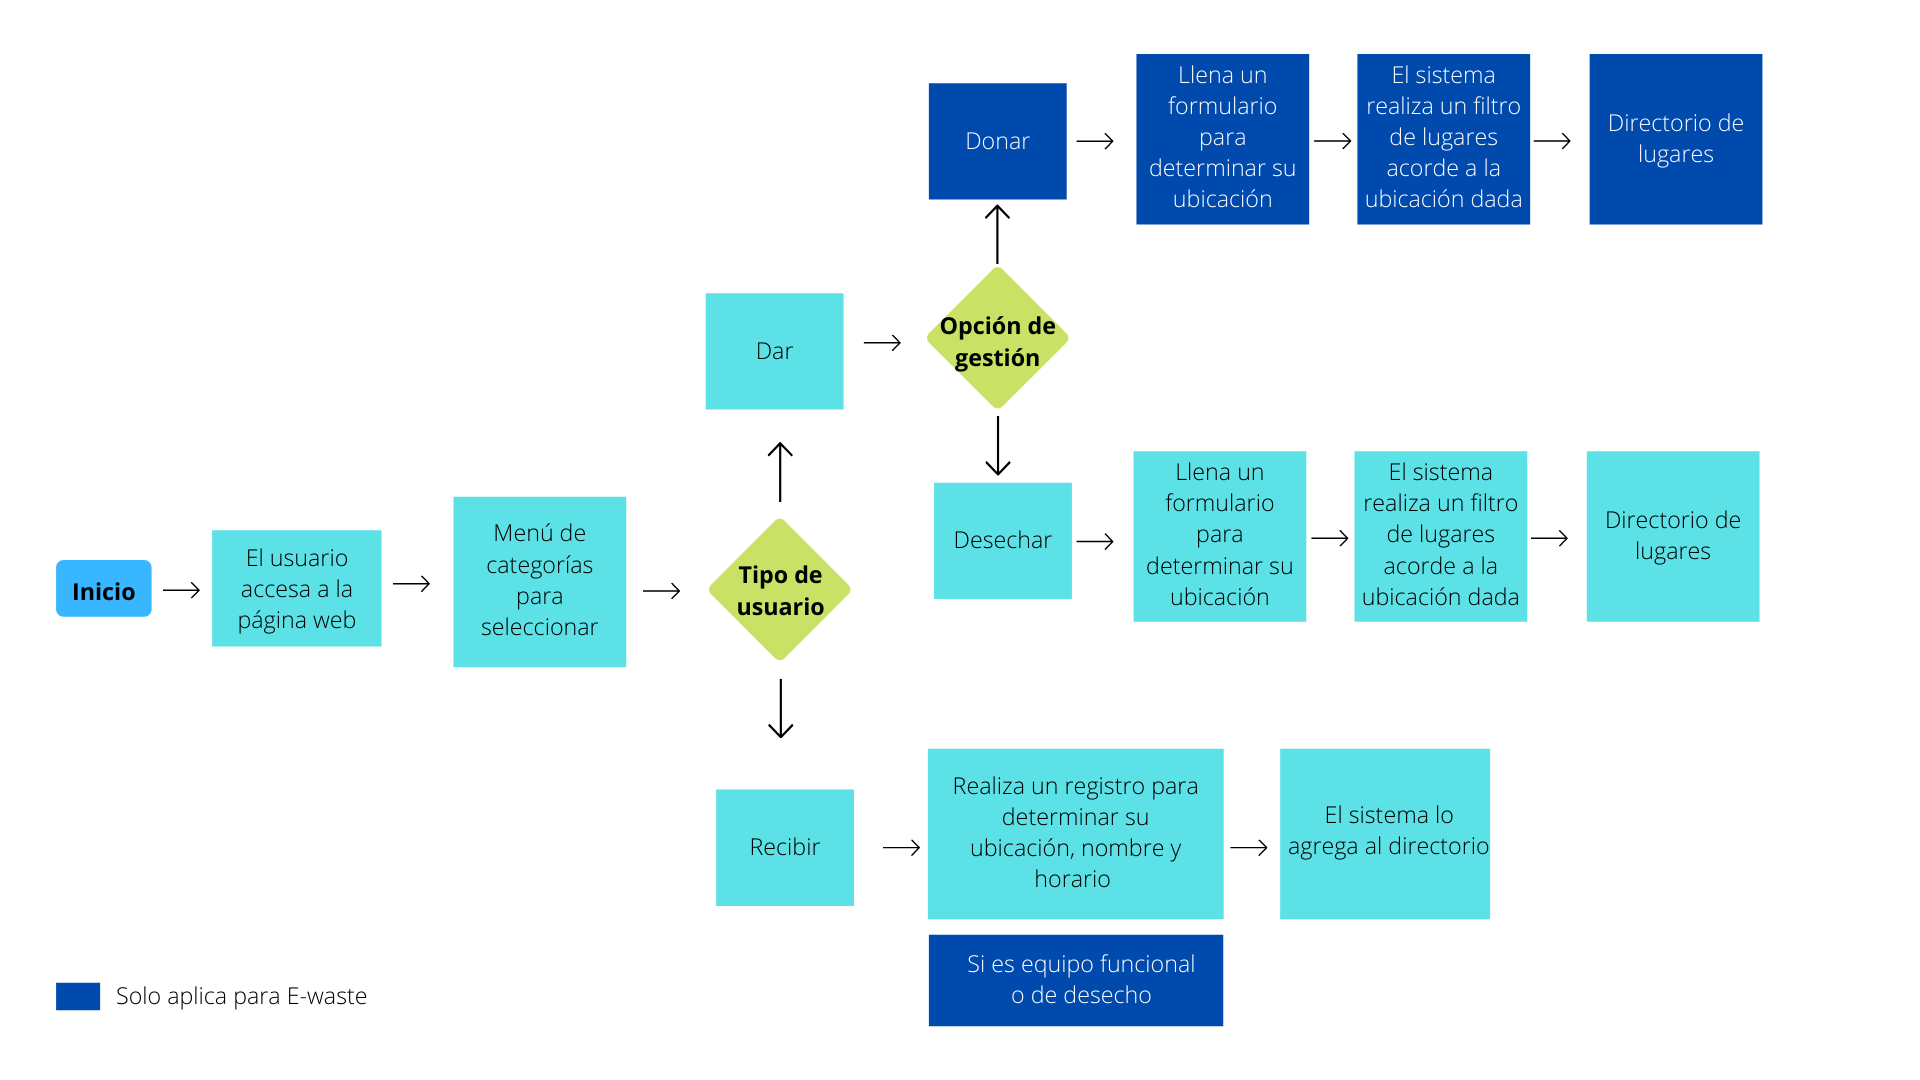 Inicio
El usuario
accesa a la
página web
Menú de
categorías
para
seleccionar
Tipo de
usuario
Dar
Opción de
gestión
Donar
Llena un
formulario
para
determinar su
ubicación
El sistema
realiza un filtro
de lugares
acorde a la
ubicación dada
Directorio de
lugares
Desechar
Llena un
formulario
para
determinar su
ubicación
El sistema
realiza un filtro
de lugares
acorde a la
ubicación dada
Directorio de
lugares
Recibir
Realiza un registro para
determinar su
ubicación, nombre y
horario
El sistema lo
agrega al directorio
Si es equipo funcional
o de desecho
Solo aplica para E-waste